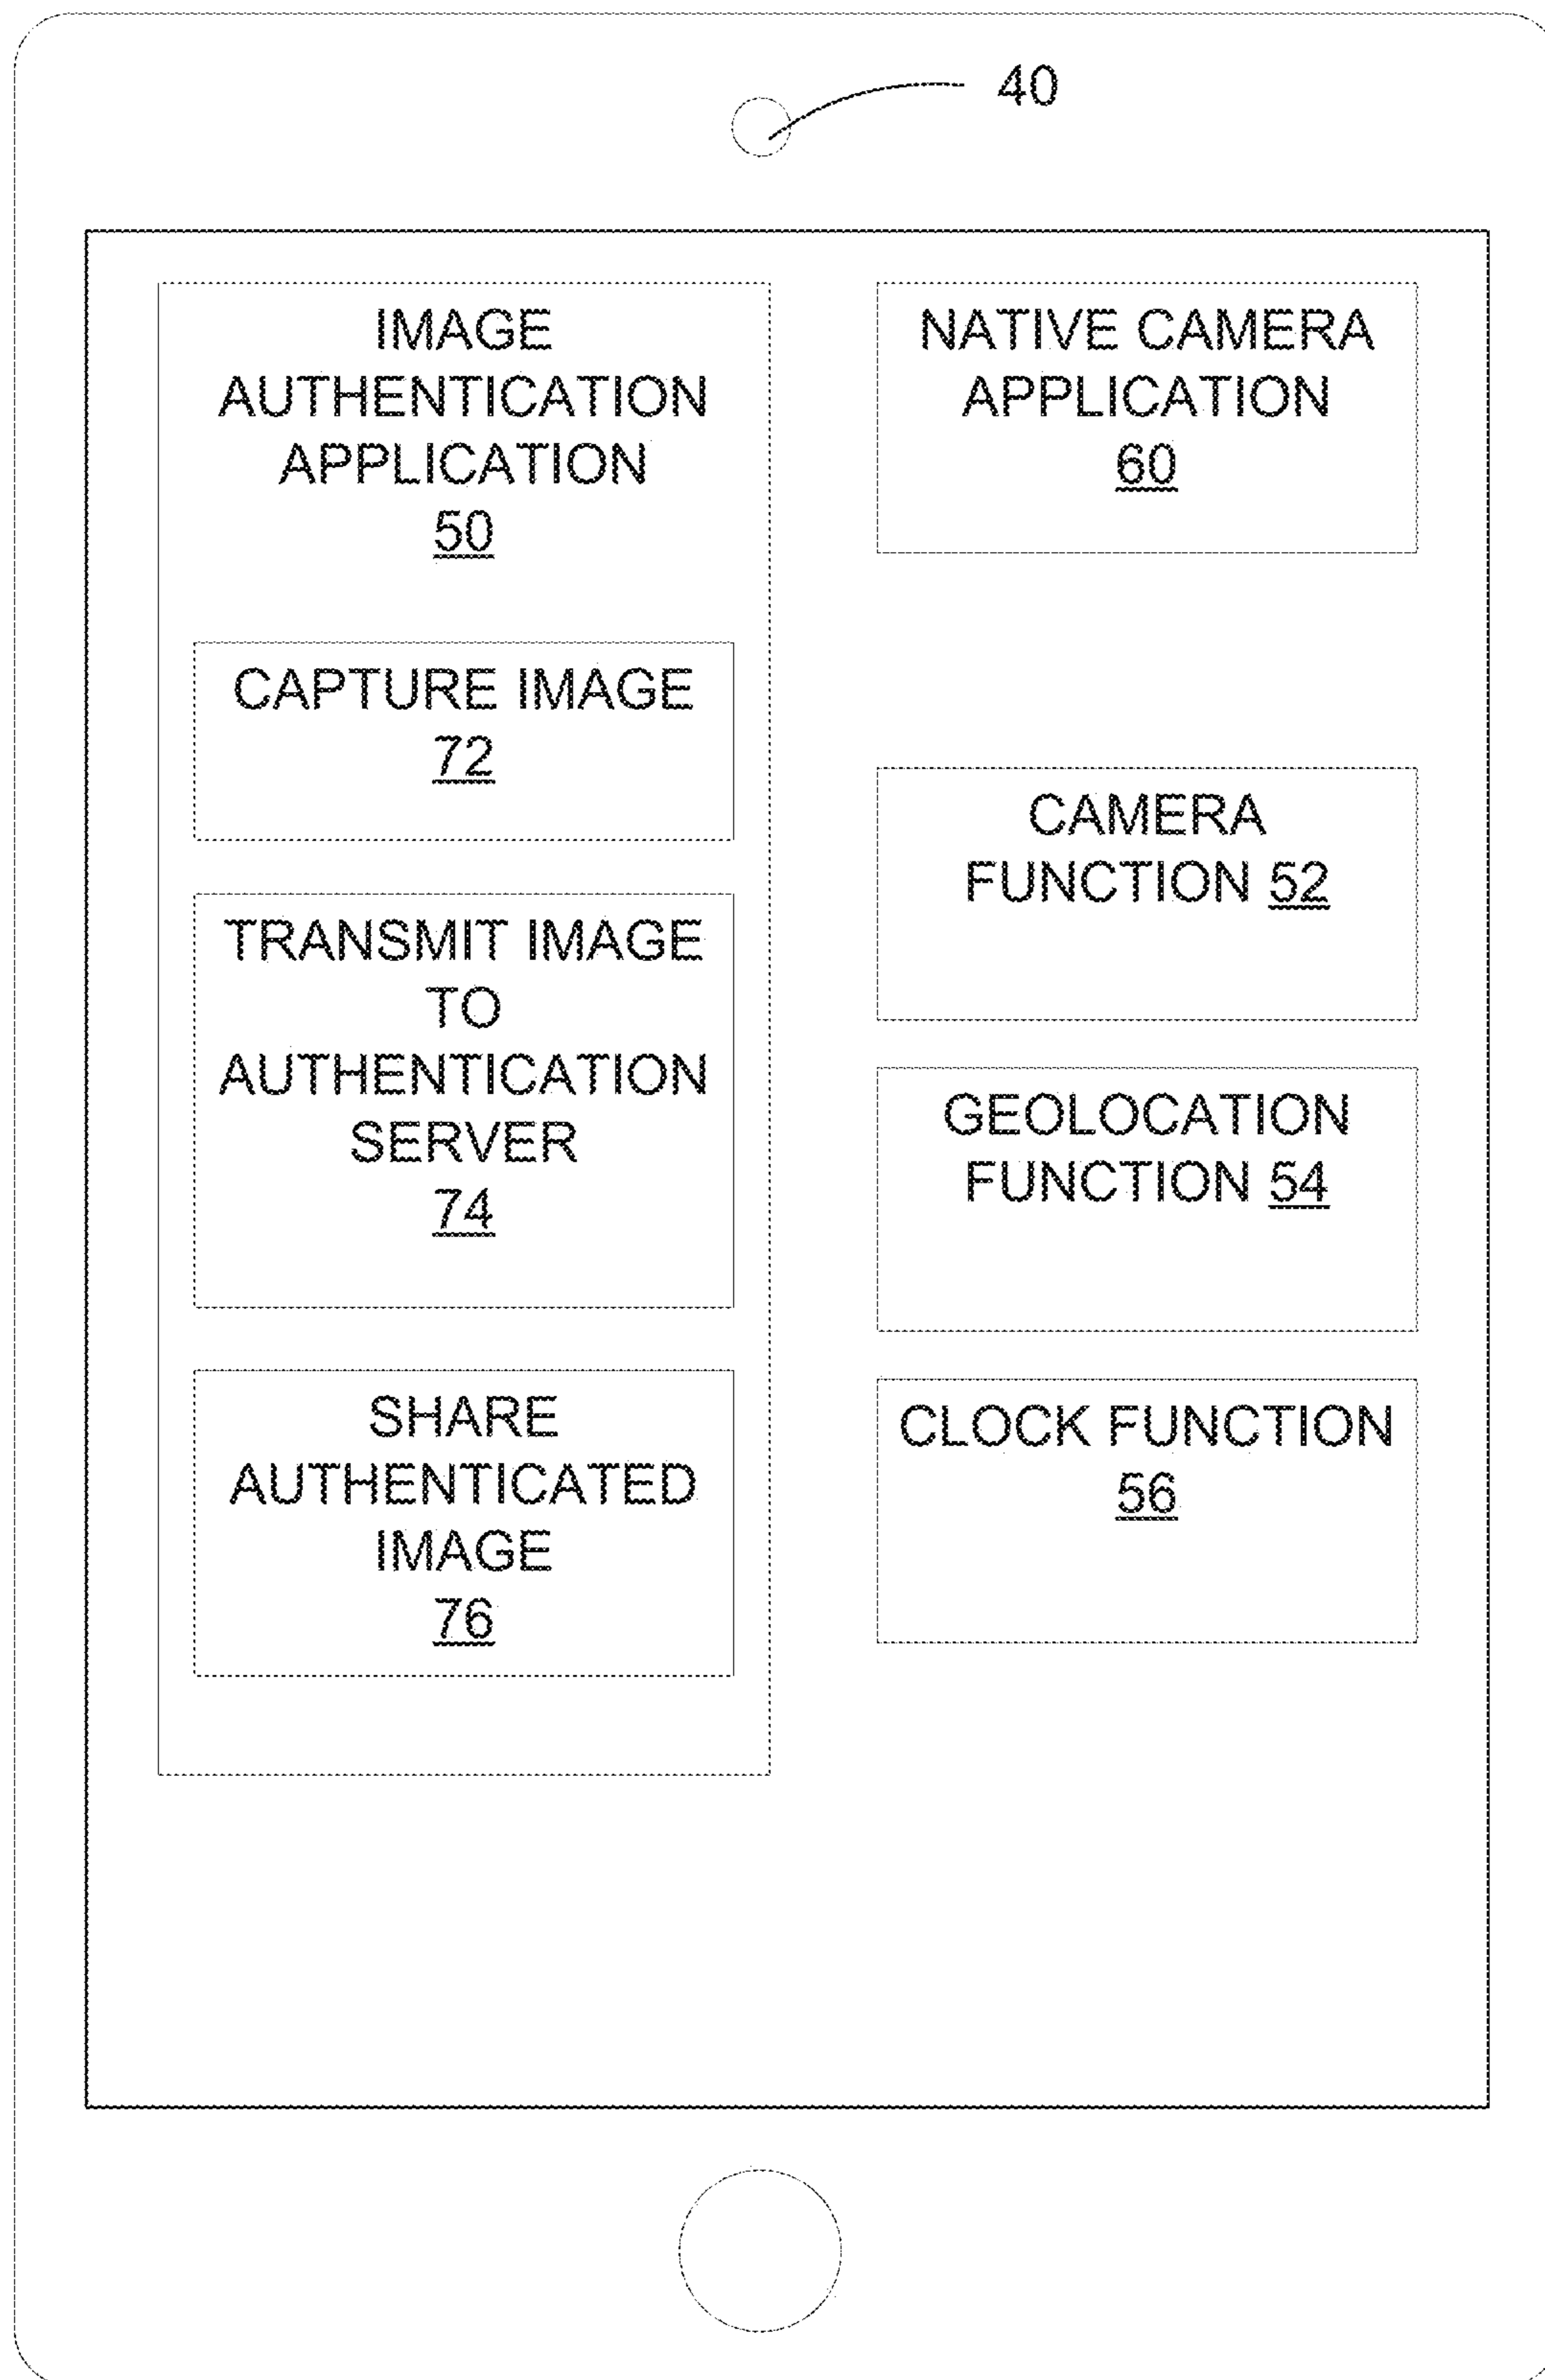 40
IMAGE
AUTHENTICATION
APPLICATION
50
CAPTURE IMAGE
72
TRANSMIT IMAGE
TO
AUTHENTICATION
SERVER
74
SHARE
AUTHENTICATED
IMAGE
76
NATIVE CAMERA
APPLICATION
60
CAMERA
FUNCTION 52
GEOLOCATION
FUNCTION 54
CLOCK FUNCTION
56